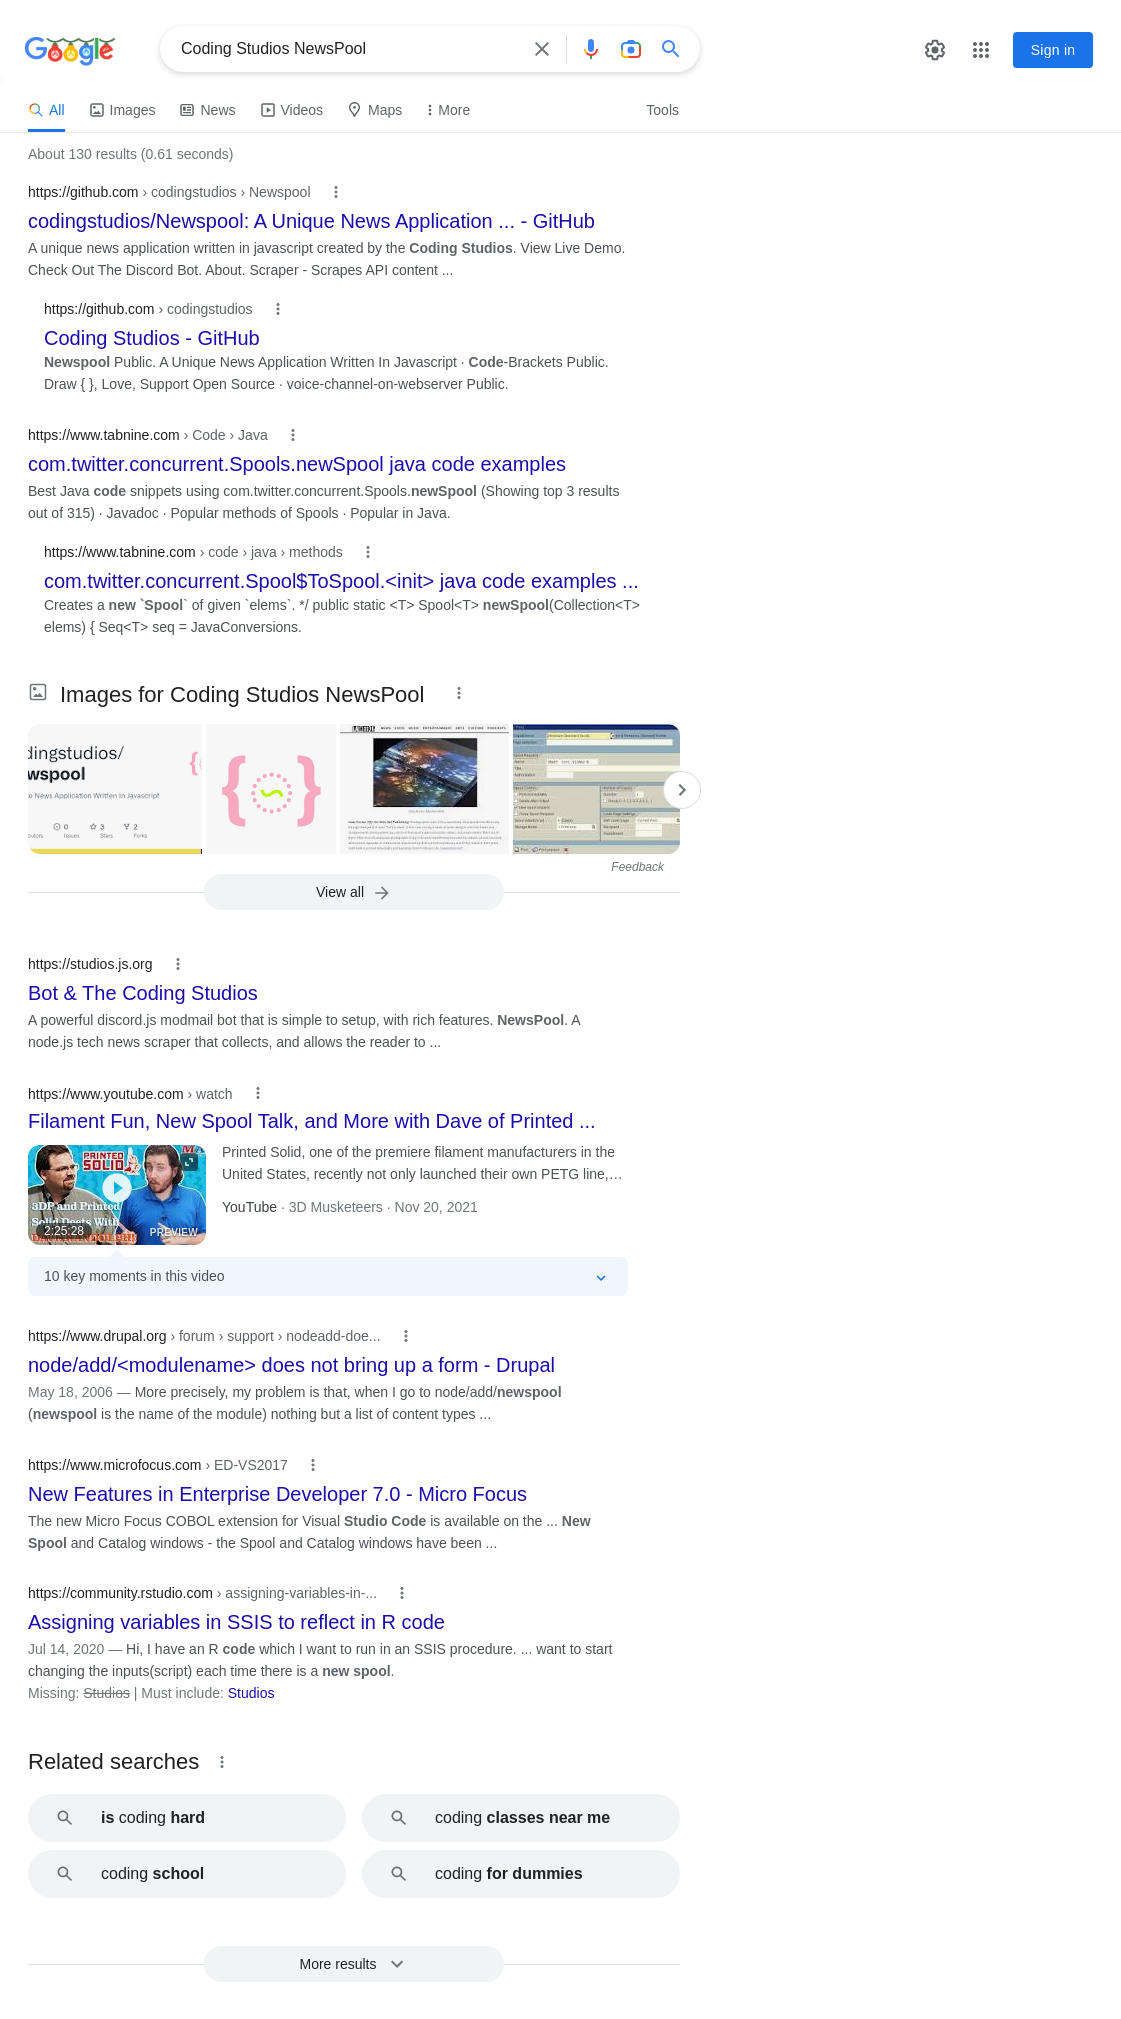 Google
Coding Studios NewsPool
Sign in
All
Images
News
Videos
Maps
More
Tools
About 130 results (0.61 seconds)
https://github.com › codingstudios › Newspool
codingstudios/Newspool: A Unique News Application ... - GitHub
A unique news application written in javascript created by the Coding Studios. View Live Demo.
Check Out The Discord Bot. About. Scraper - Scrapes API content ...
https://github.com › codingstudios
Coding Studios - GitHub
Newspool Public. A Unique News Application Written In Javascript · Code-Brackets Public.
Draw { }, Love, Support Open Source · voice-channel-on-webserver Public.
https://www.tabnine.com › Code › Java
com.twitter.concurrent.Spools.newSpool java code examples
Best Java code snippets using com.twitter.concurrent.Spools.newSpool (Showing top 3 results
out of 315) · Javadoc · Popular methods of Spools · Popular in Java.
https://www.tabnine.com › code › java › methods
com.twitter.concurrent.Spool$ToSpool.<init> java code examples ...
Creates a new `Spool` of given `elems`. */ public static <T> Spool<T> newSpool(Collection<T>
elems) { Seq<T> seq = JavaConversions.
Images for Coding Studios NewsPool
dingstudios/
wspool
e News Application Written In Javascript
0
3
2
Issues
Stars
Forks
Feedback
View all
https://studios.js.org
Bot & The Coding Studios
A powerful discord.js modmail bot that is simple to setup, with rich features. NewsPool. A
node.js tech news scraper that collects, and allows the reader to ...
https://www.youtube.com › watch
Filament Fun, New Spool Talk, and More with Dave of Printed ...
PRINTED
SOLID
3DP and Printed
Solid Deets With
2:25:28
PREVIEW
Printed Solid, one of the premiere filament manufacturers in the
United States, recently not only launched their own PETG line,…
YouTube · 3D Musketeers · Nov 20, 2021
10 key moments in this video
https://www.drupal.org › forum › support › nodeadd-doe...
node/add/<modulename> does not bring up a form - Drupal
May 18, 2006 — More precisely, my problem is that, when I go to node/add/newspool
(newspool is the name of the module) nothing but a list of content types ...
https://www.microfocus.com › ED-VS2017
New Features in Enterprise Developer 7.0 - Micro Focus
The new Micro Focus COBOL extension for Visual Studio Code is available on the ... New
Spool and Catalog windows - the Spool and Catalog windows have been ...
https://community.rstudio.com › assigning-variables-in-...
Assigning variables in SSIS to reflect in R code
Jul 14, 2020 — Hi, I have an R code which I want to run in an SSIS procedure. ... want to start
changing the inputs(script) each time there is a new spool.
Missing: Studios | Must include: Studios
Related searches
is coding hard
coding classes near me
coding school
coding for dummies
More results